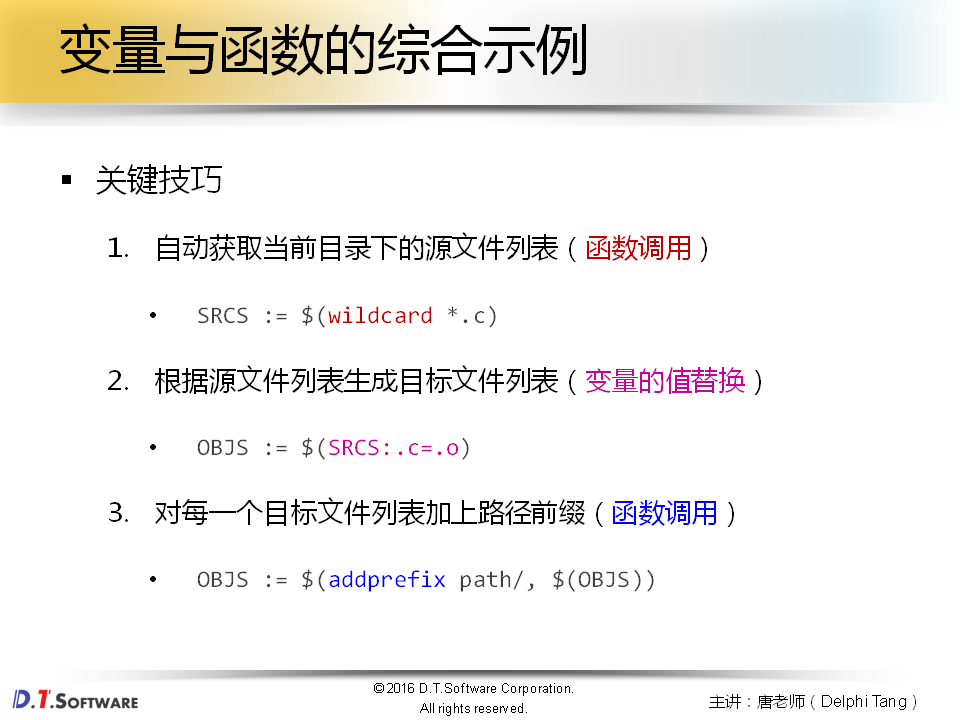 变量与函数的综合示例
▪ 关键技巧
1. 自动获取当前目录下的源文件列表（函数调用）
• SRCS := $(wildcard *.c)
2. 根据源文件列表生成目标文件列表（变量的值替换）
• OBJS := $(SRCS:.c=.o)
3. 对每一个目标文件列表加上路径前缀（函数调用）
• OBJS := $(addprefix path/, $(OBJS))
D.T.SOFTWARE
©2016 D.T.Software Corporation.
All rights reserved.
主讲：唐老师（Delphi Tang）